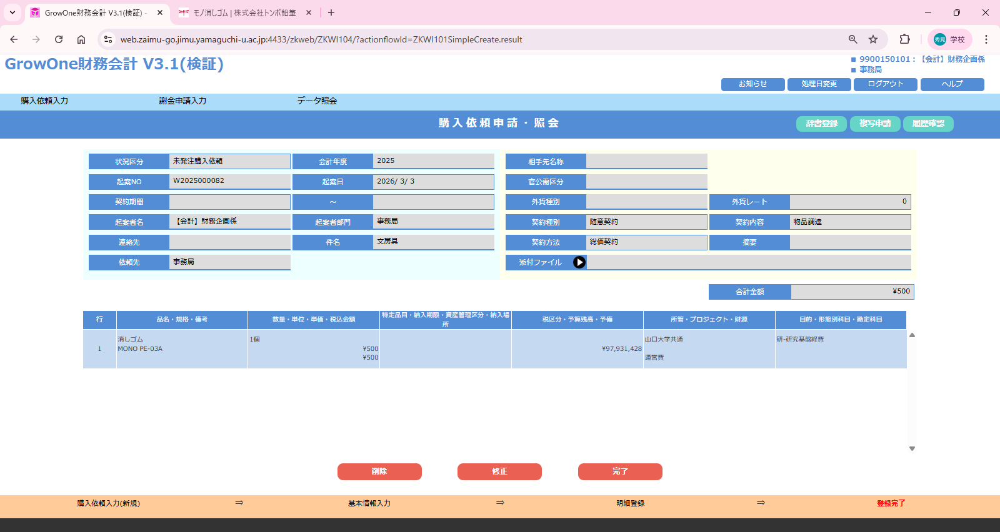 GrowOne財務会計 V3.1(検証) -
モノ消しゴム | 株式会社トンボ鉛筆
web.zaimu-go.jimu.yamaguchi-u.ac.jp:4433/zkweb/ZKWI104/?actionflowId=ZKWI101SimpleCreate.result
秀晃 学校
GrowOne財務会計 V3.1(検証)
■ 9900150101：【会計】財務企画係
■ 事務局
お知らせ 処理日変更 ログアウト ヘルプ
購入依頼入力 謝金申請入力 データ照会
購入依頼申請・照会
辞書登録 複写申請 履歴確認
状況区分 未発注購入依頼 会計年度 2025 相手先名称
起案NO W2025000082 起案日 2026/ 3/ 3 官公需区分
契約期間 ～ 外貨種別 外貨レート 0
起案者名 【会計】財務企画係 起案者部門 事務局 契約種別 随意契約 契約内容 物品調達
連絡先 件名 文房具 契約方法 総価契約 摘要
依頼先 事務局 添付ファイル
合計金額 ¥500
行 品名・規格・備考 数量・単位・単価・税込金額 特定品目・納入期限・資産管理区分・納入場所 税区分・予算残高・予備 所管・プロジェクト・財源 目的・形態別科目・勘定科目
消しゴム 1個 山口大学共通 研-研究基盤経費
1 MONO PE-03A ¥500 ¥97,931,428
¥500 運営費
削除 修正 完了
購入依頼入力(新規) ⇒ 基本情報入力 ⇒ 明細登録 ⇒ 登録完了